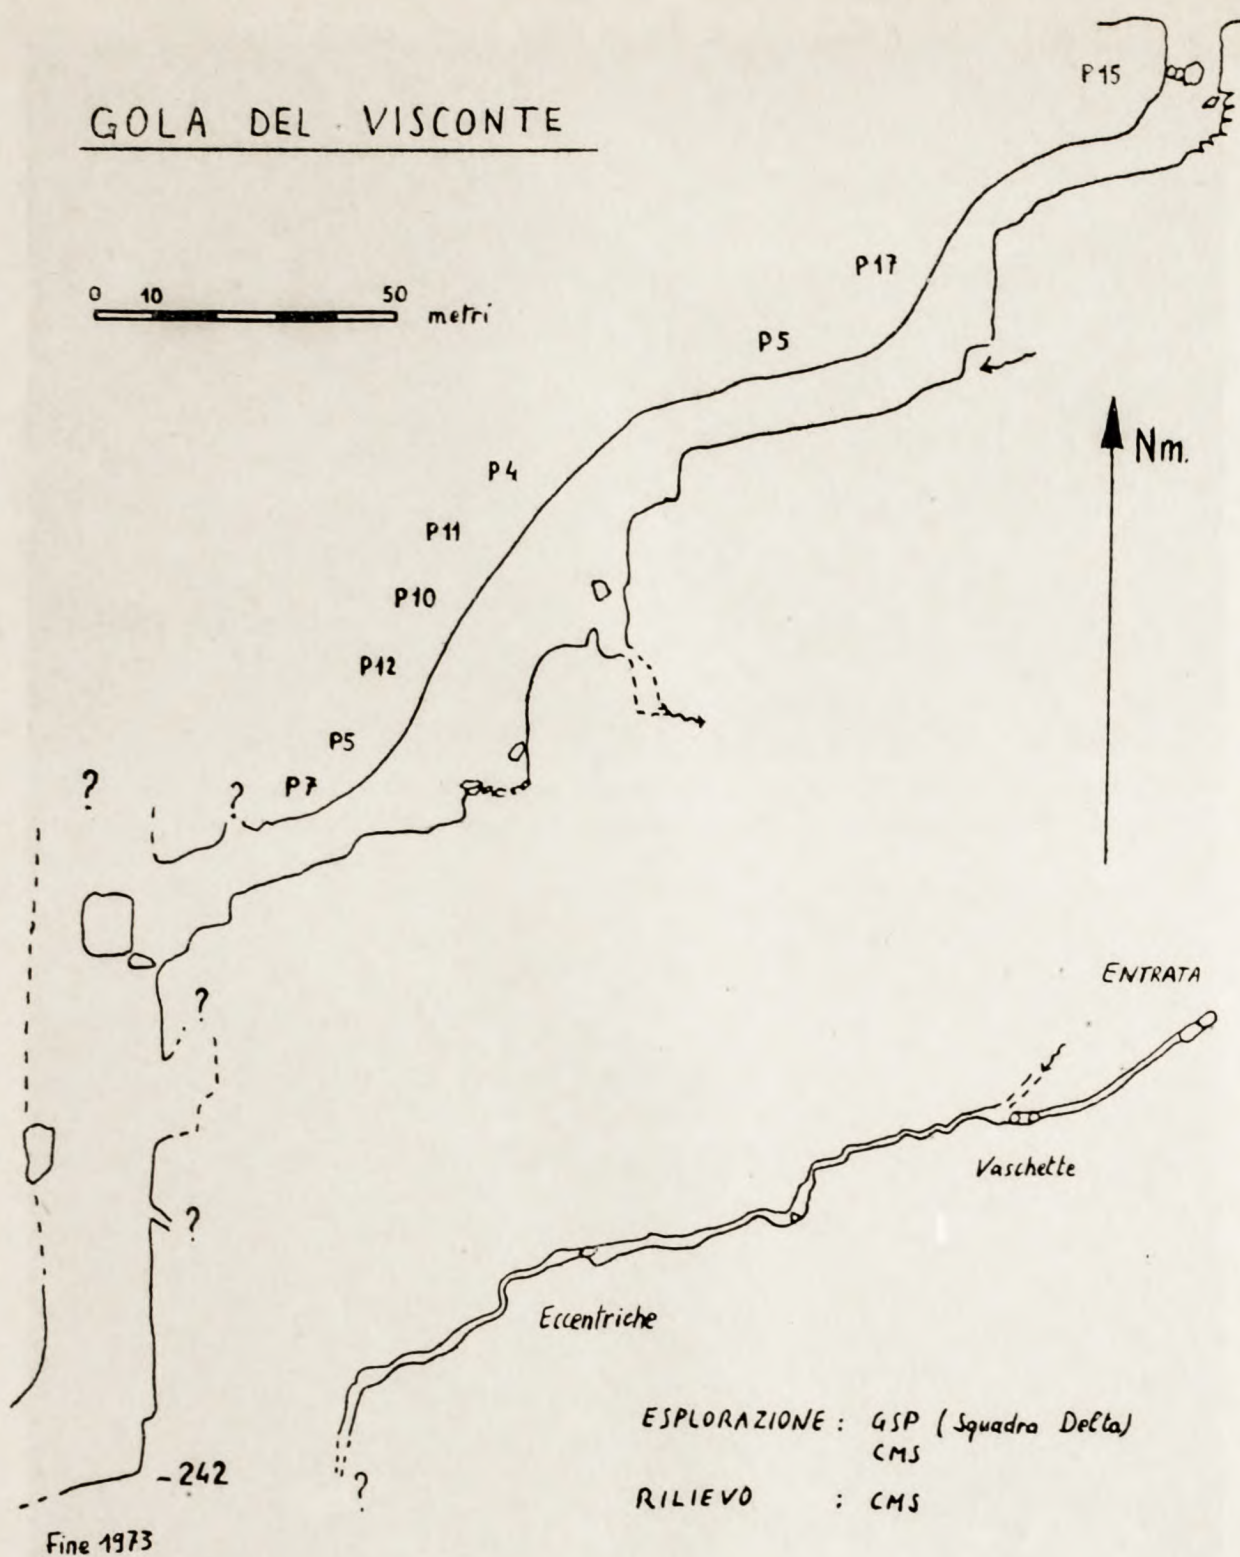 P15
GOLA DEL VISCONTE
P17
0 10 50
metri
P5
Nm.
P4
P11
P10
P12
P5
?
?
P7
ENTRATA
?
Vaschette
?
Eccentriche
ESPLORAZIONE : GSP (Squadra Delta)
CMS
-242
?
RILIEVO : CMS
Fine 1973